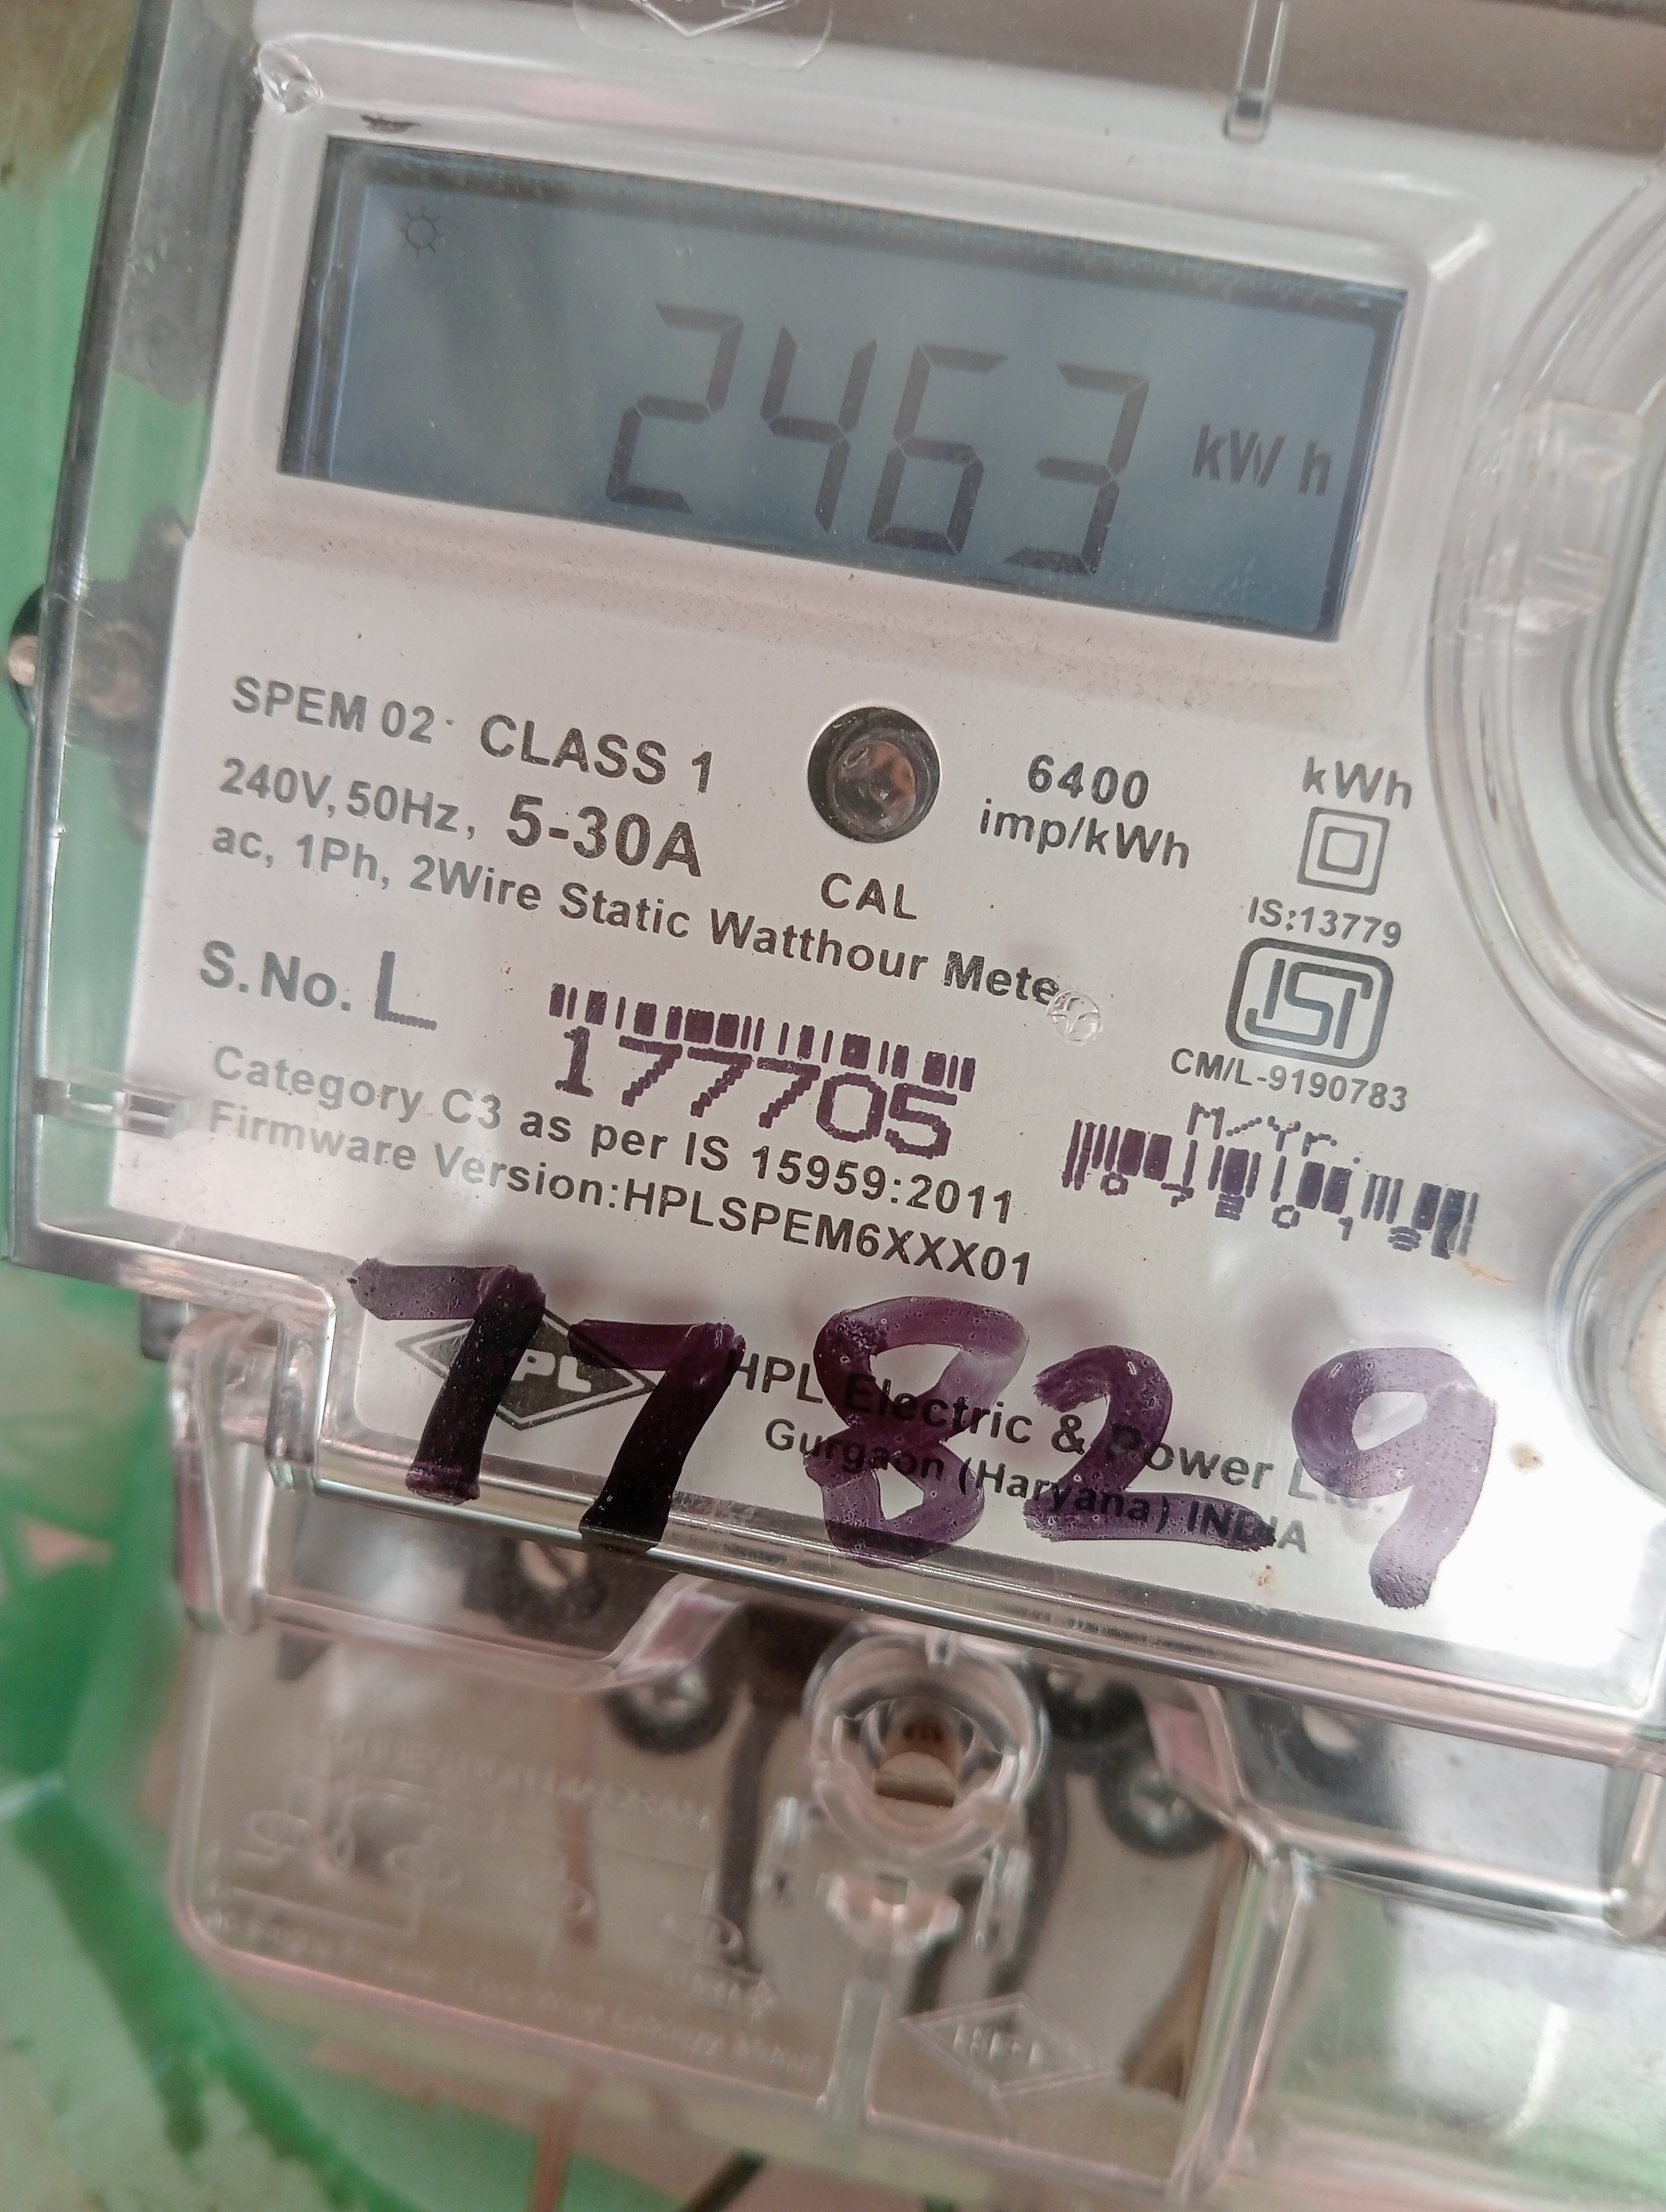 2463 kWh
SPEM 02 CLASS 1
240V, 50Hz, 5-30A
ac, 1Ph, 2Wire Static Watthour Mete
CAL
6400
imp/kWh
kWh
IS:13779
ISI
CM/L-9190783
S.No. L
177705
M/Yr.
Category C3 as per IS 15959:2011
Firmware Version:HPLSPEM6XXX01
77829
HPL Electric & Power Ltd.
Gurgaon (Haryana) INDIA